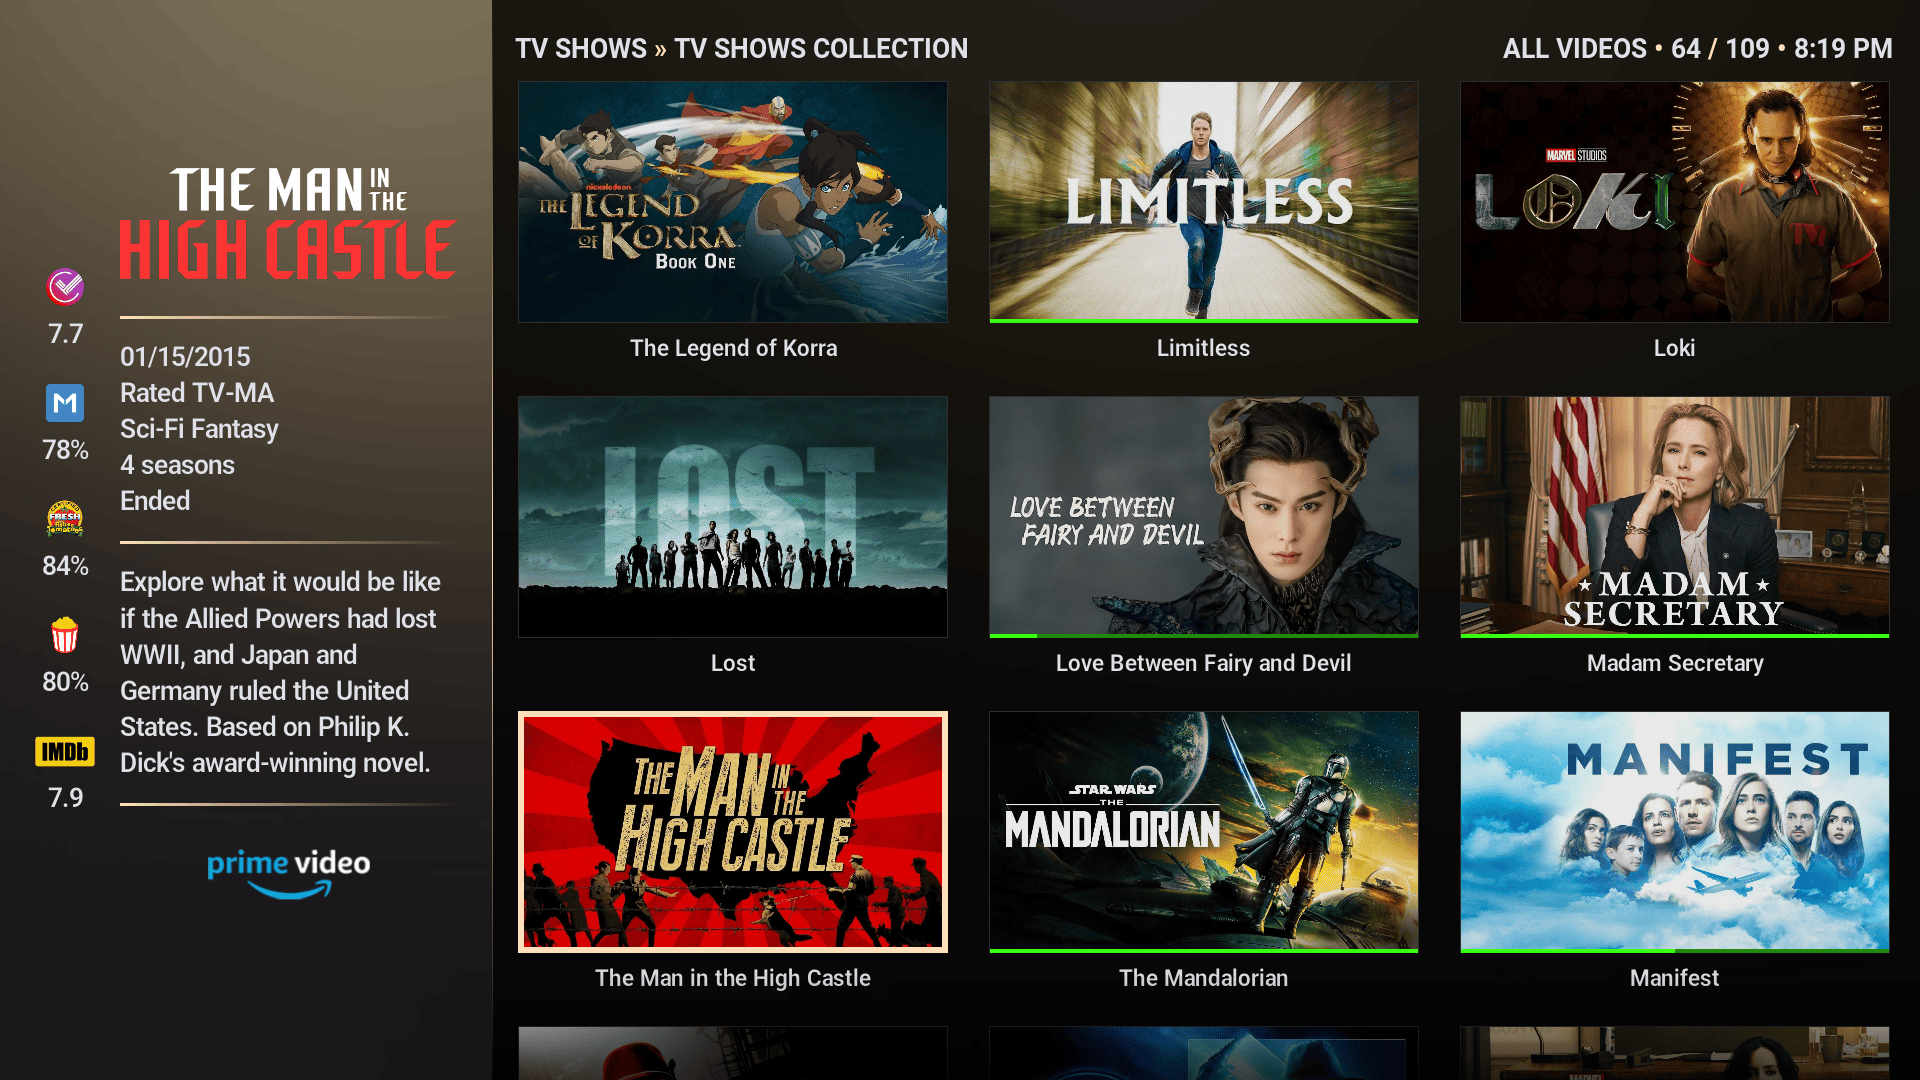 TV SHOWS » TV SHOWS COLLECTION
ALL VIDEOS • 64 / 109 • 8:19 PM
THE MAN IN THE
HIGH CASTLE
7.7
78%
FRESH
84%
80%
IMDb
7.9
01/15/2015
Rated TV-MA
Sci-Fi Fantasy
4 seasons
Ended
Explore what it would be like
if the Allied Powers had lost
WWII, and Japan and
Germany ruled the United
States. Based on Philip K.
Dick's award-winning novel.
prime video
nickelodeon
THE LEGEND
OF KORRA
BOOK ONE
The Legend of Korra
LIMITLESS
Limitless
MARVEL STUDIOS
LOKI
Loki
LOST
Lost
LOVE BETWEEN
FAIRY AND DEVIL
Love Between Fairy and Devil
MADAM
SECRETARY
Madam Secretary
THE MAN IN THE
HIGH CASTLE
The Man in the High Castle
STAR WARS
THE
MANDALORIAN
The Mandalorian
MANIFEST
Manifest
MARVEL